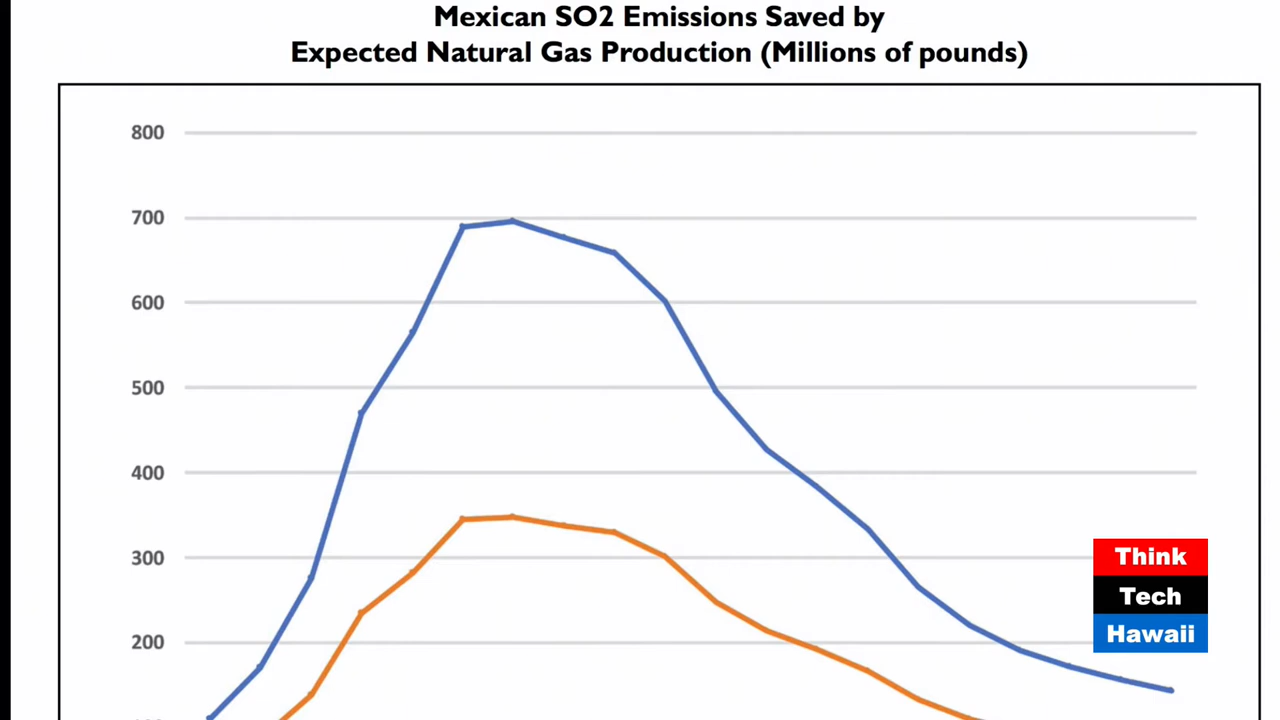 Mexican SO2 Emissions Saved by
Expected Natural Gas Production (Millions of pounds)
800
700
600
500
400
300
200
Think
Tech
Hawaii